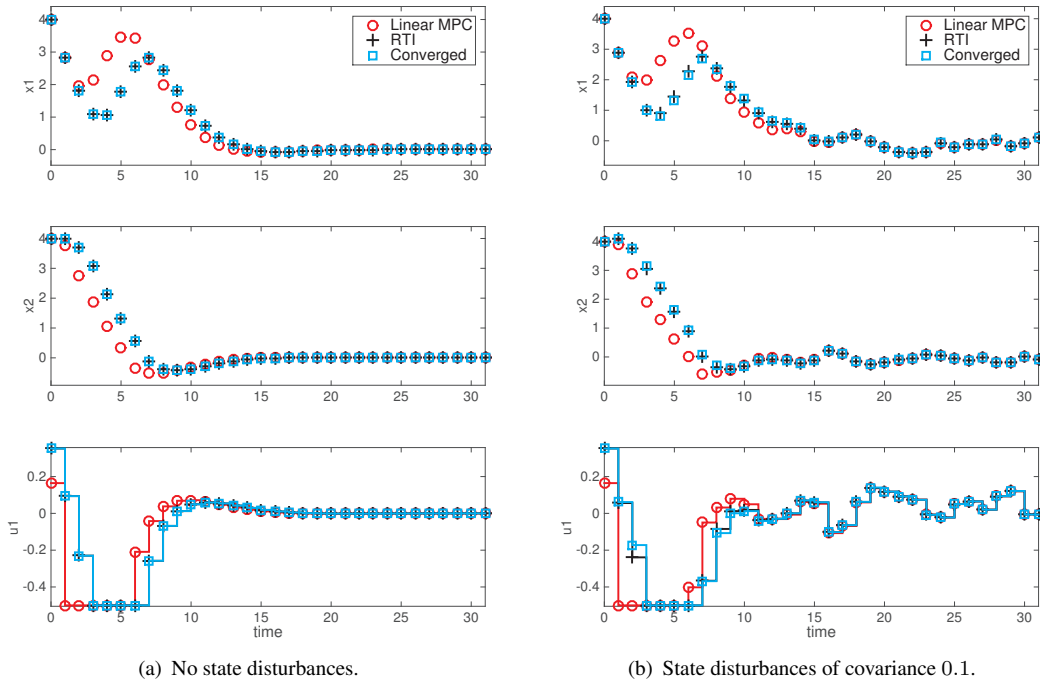 4
3
2
1
0
x1
0 5 10 15 20 25 30
Linear MPC
RTI
Converged
4
3
2
1
0
x2
0 5 10 15 20 25 30
0.2
0
-0.2
-0.4
u1
0 5 10 15 20 25 30
time
(a) No state disturbances.
4
3
2
1
0
x1
0 5 10 15 20 25 30
Linear MPC
RTI
Converged
4
3
2
1
0
x2
0 5 10 15 20 25 30
0.2
0
-0.2
-0.4
u1
0 5 10 15 20 25 30
time
(b) State disturbances of covariance 0.1.